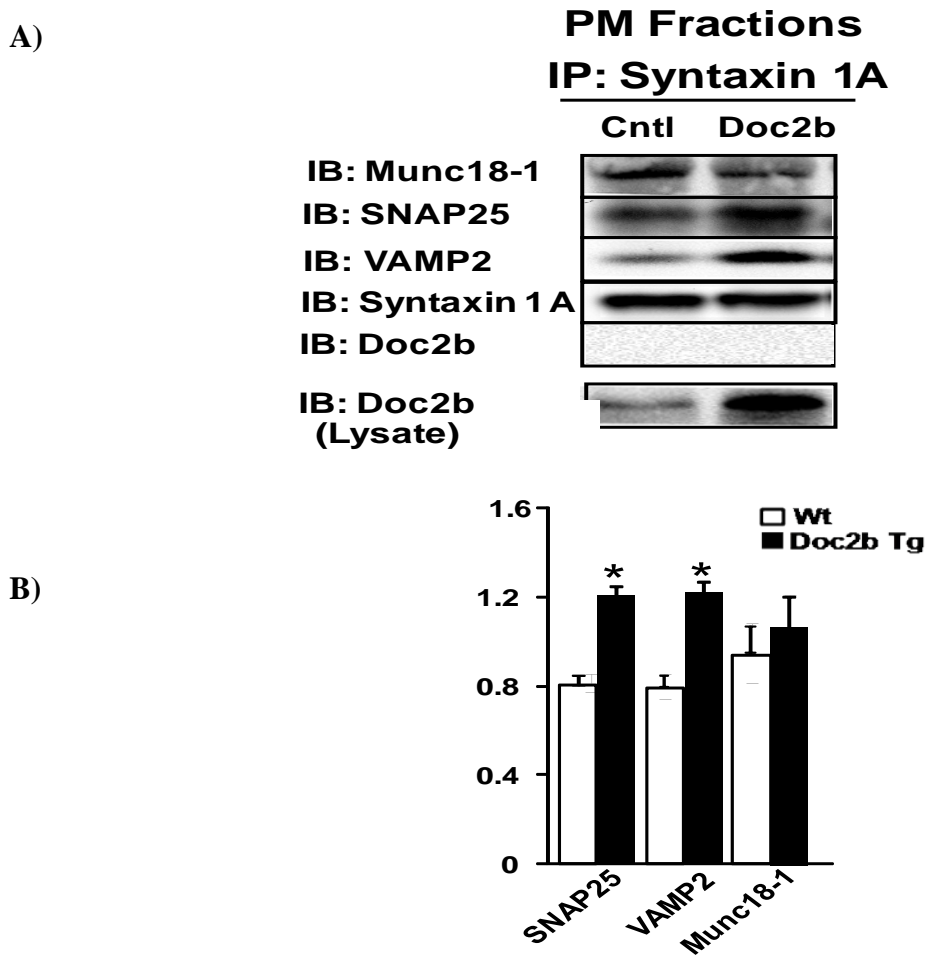 A)
PM Fractions
IP: Syntaxin 1A
Cntl Doc2b
IB: Munc18-1
IB: SNAP25
IB: VAMP2
IB: Syntaxin 1 A
IB: Doc2b
IB: Doc2b
(Lysate)
B)
1.6
1.2
0.8
0.4
0
Wt
Doc2b Tg
* *
SNAP25
VAMP2
Munc18-1